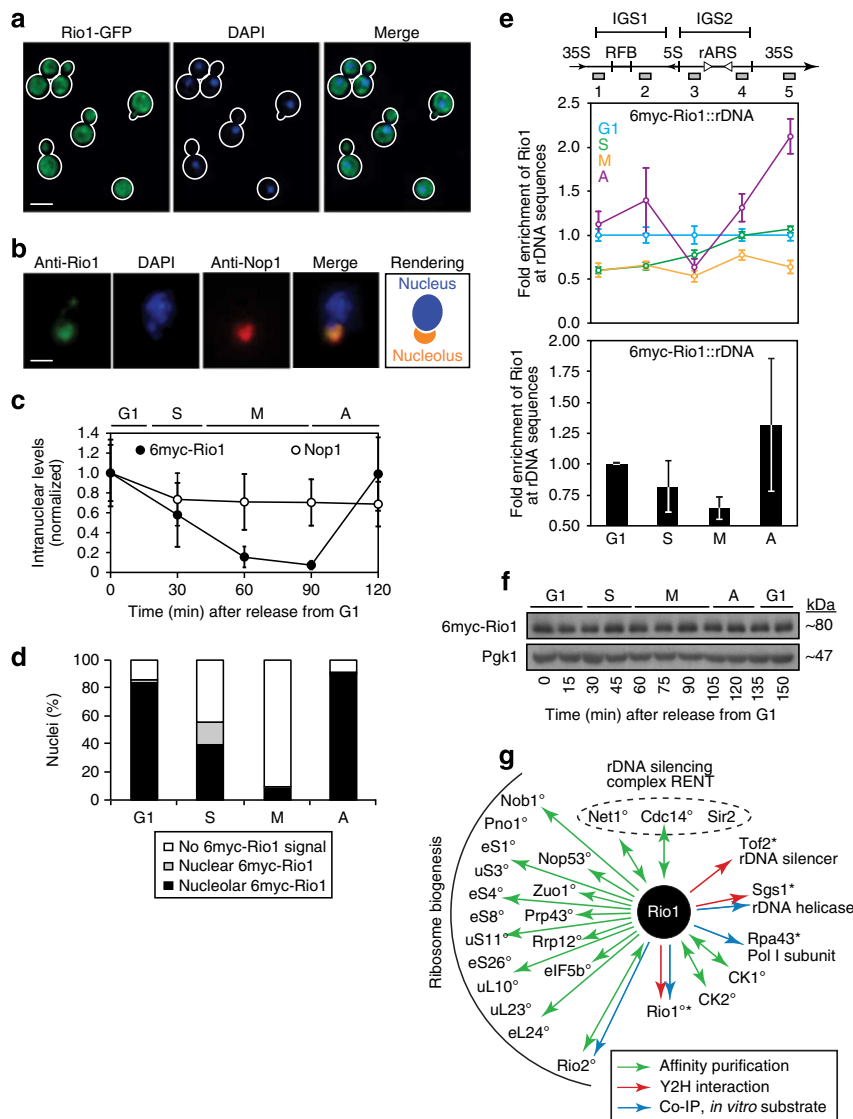 a
Rio1-GFP DAPI Merge
b
Anti-Rio1 DAPI Anti-Nop1 Merge Rendering
Nucleus
Nucleolus
c
G1 S M A
1.4
1.2
1.0
0.8
0.6
0.4
0.2
0
6myc-Rio1 Nop1
Intranuclear levels
(normalized)
0 30 60 90 120
Time (min) after release from G1
d
100
80
60
40
20
0
Nuclei (%)
G1 S M A
No 6myc-Rio1 signal
Nuclear 6myc-Rio1
Nucleolar 6myc-Rio1
e
IGS1 IGS2
35S RFB 5S rARS 35S
1 2 3 4 5
6myc-Rio1::rDNA
G1
S
M
A
2.5
2.0
1.5
1.0
0.5
0.0
Fold enrichment of Rio1
at rDNA sequences
6myc-Rio1::rDNA
2.00
1.75
1.50
1.25
1.00
0.75
0.50
Fold enrichment of Rio1
at rDNA sequences
G1 S M A
f
G1 S M A G1
kDa
6myc-Rio1 ~80
Pgk1 ~47
0 15 30 45 60 75 90 105 120 135 150
Time (min) after release from G1
g
rDNA silencing
complex RENT
Net1° Cdc14° Sir2
Ribosome biogenesis
Nob1°
Pno1°
eS1°
uS3°
eS4°
eS8°
uS11°
eS26°
uL10°
uL23°
eL24°
Rio2°
Nop53°
Zuo1°
Prp43°
Rrp12°
eIF5b°
Rio1
Tof2*
rDNA silencer
Sgs1*
rDNA helicase
Rpa43*
Pol I subunit
CK1°
CK2°
Rio1°*
Affinity purification
Y2H interaction
Co-IP, in vitro substrate